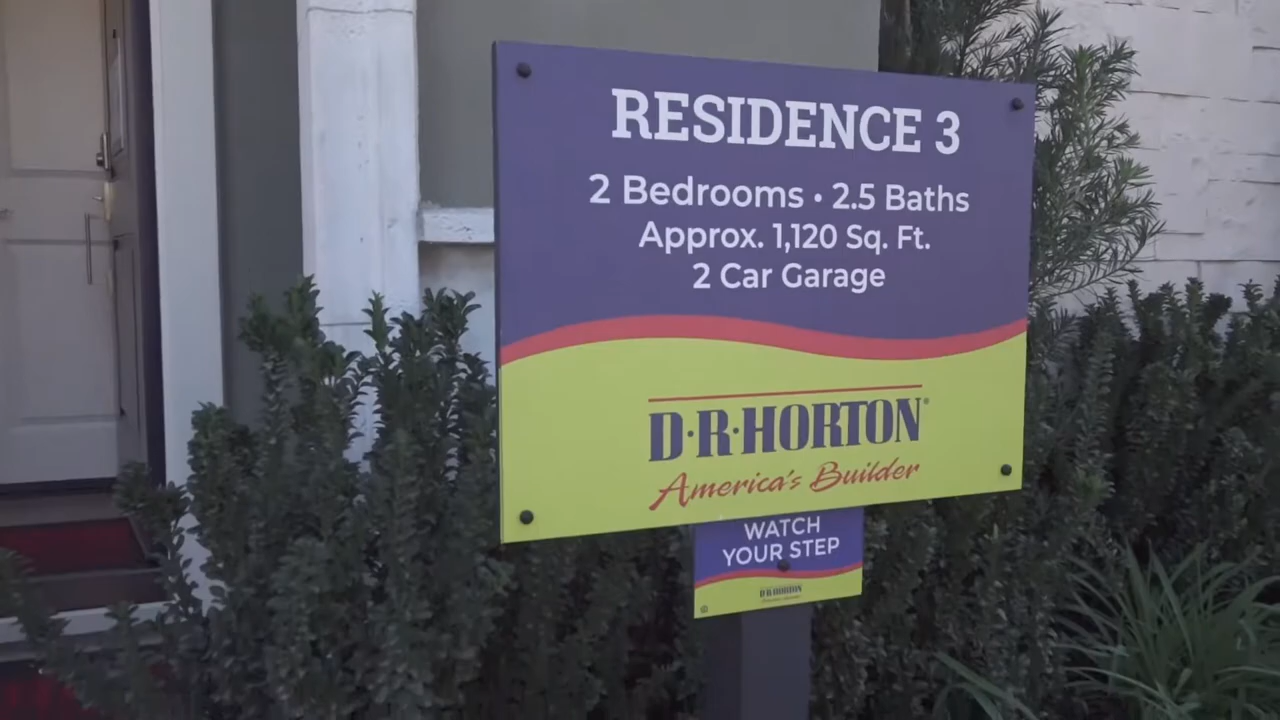 RESIDENCE 3
2 Bedrooms • 2.5 Baths
Approx. 1,120 Sq. Ft.
2 Car Garage
D·R·HORTON®
America's Builder
WATCH
YOUR STEP
D·R·HORTON